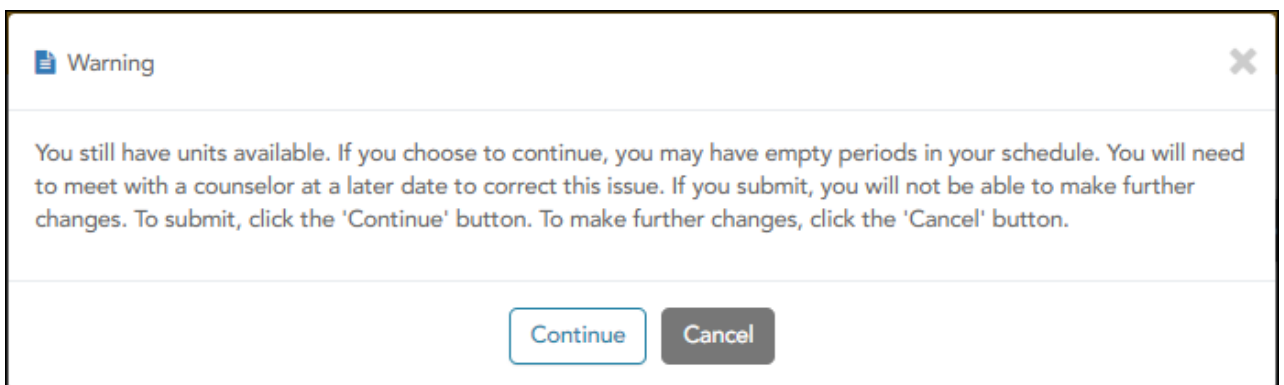 Warning
You still have units available. If you choose to continue, you may have empty periods in your schedule. You will need
to meet with a counselor at a later date to correct this issue. If you submit, you will not be able to make further
changes. To submit, click the 'Continue' button. To make further changes, click the 'Cancel' button.
Continue
Cancel